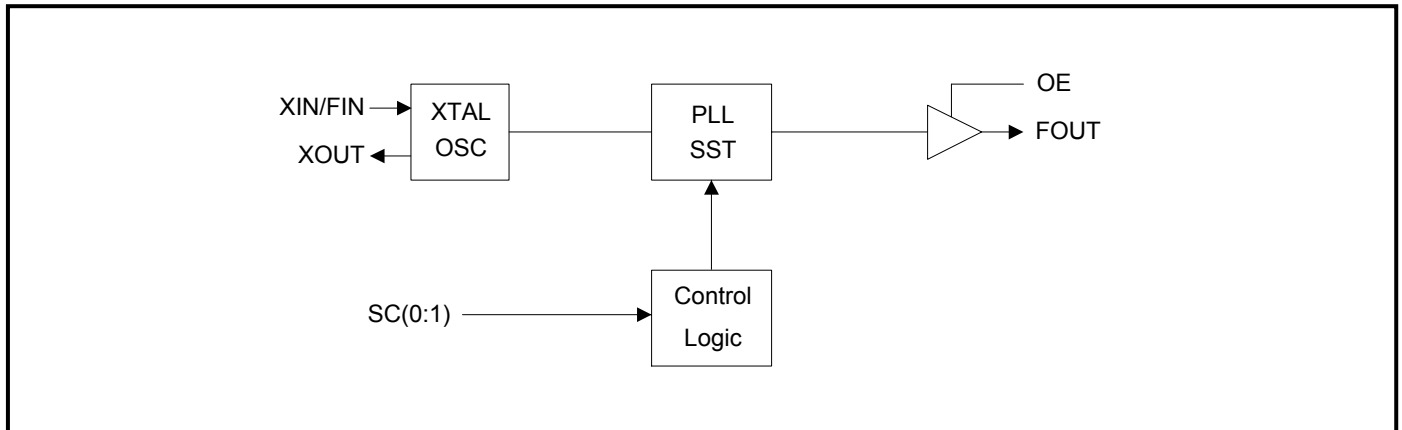 XIN/FIN
XOUT
XTAL
OSC
PLL
SST
OE
FOUT
SC(0:1)
Control
Logic